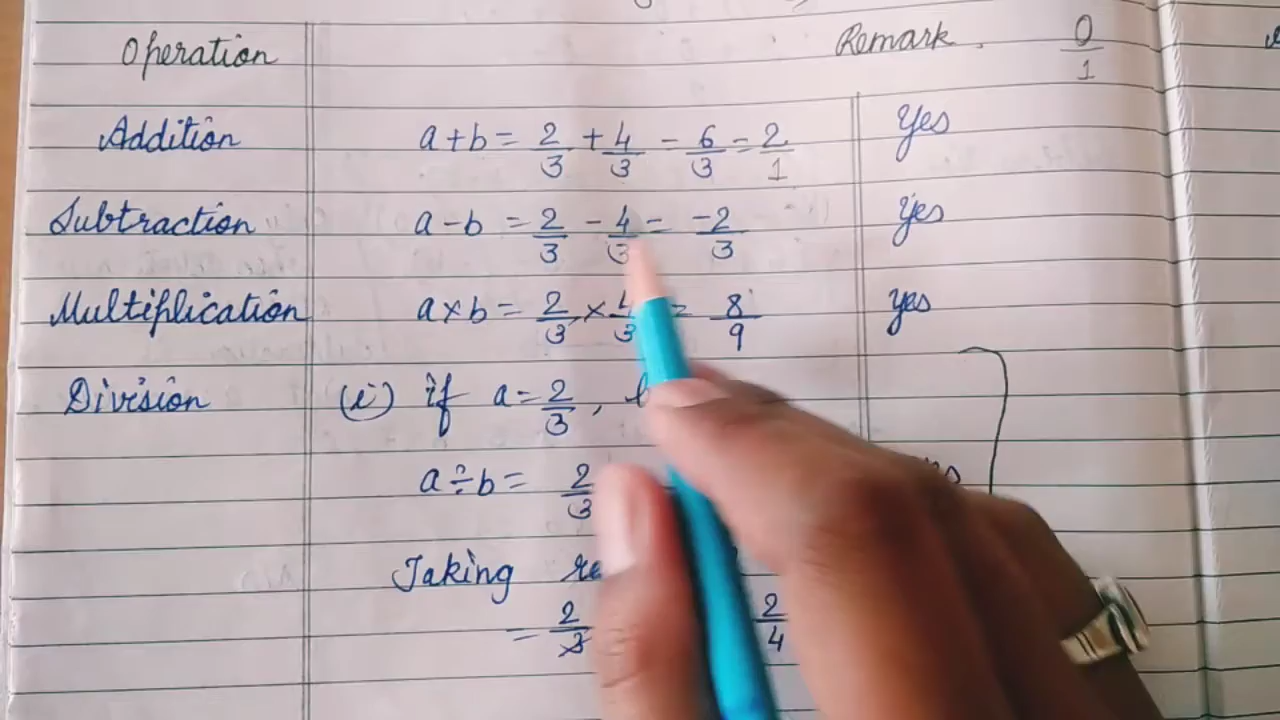 Operation Remark. 0/1
Addition a + b = 2/3 + 4/3 = 6/3 = 2/1 Yes
Subtraction a - b = 2/3 - 4/3 = -2/3 Yes
Multiplication a × b = 2/3 × 4/3 = 8/9 yes
Division (i) if a = 2/3,
a ÷ b = 2/3
Taking
= 2/3 2/4